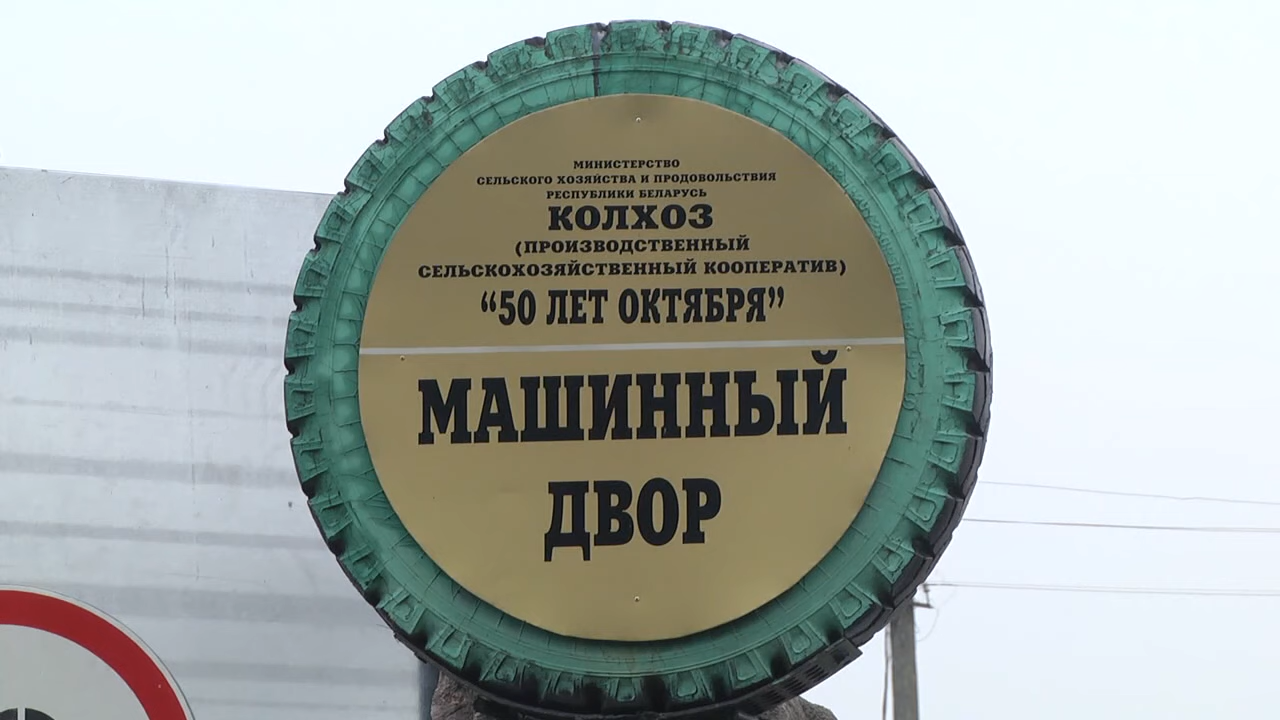 МИНИСТЕРСТВО
СЕЛЬСКОГО ХОЗЯЙСТВА И ПРОДОВОЛЬСТВИЯ
РЕСПУБЛИКИ БЕЛАРУСЬ
КОЛХОЗ
(ПРОИЗВОДСТВЕННЫЙ
СЕЛЬСКОХОЗЯЙСТВЕННЫЙ КООПЕРАТИВ)
“50 ЛЕТ ОКТЯБРЯ”
МАШИННЫЙ
ДВОР